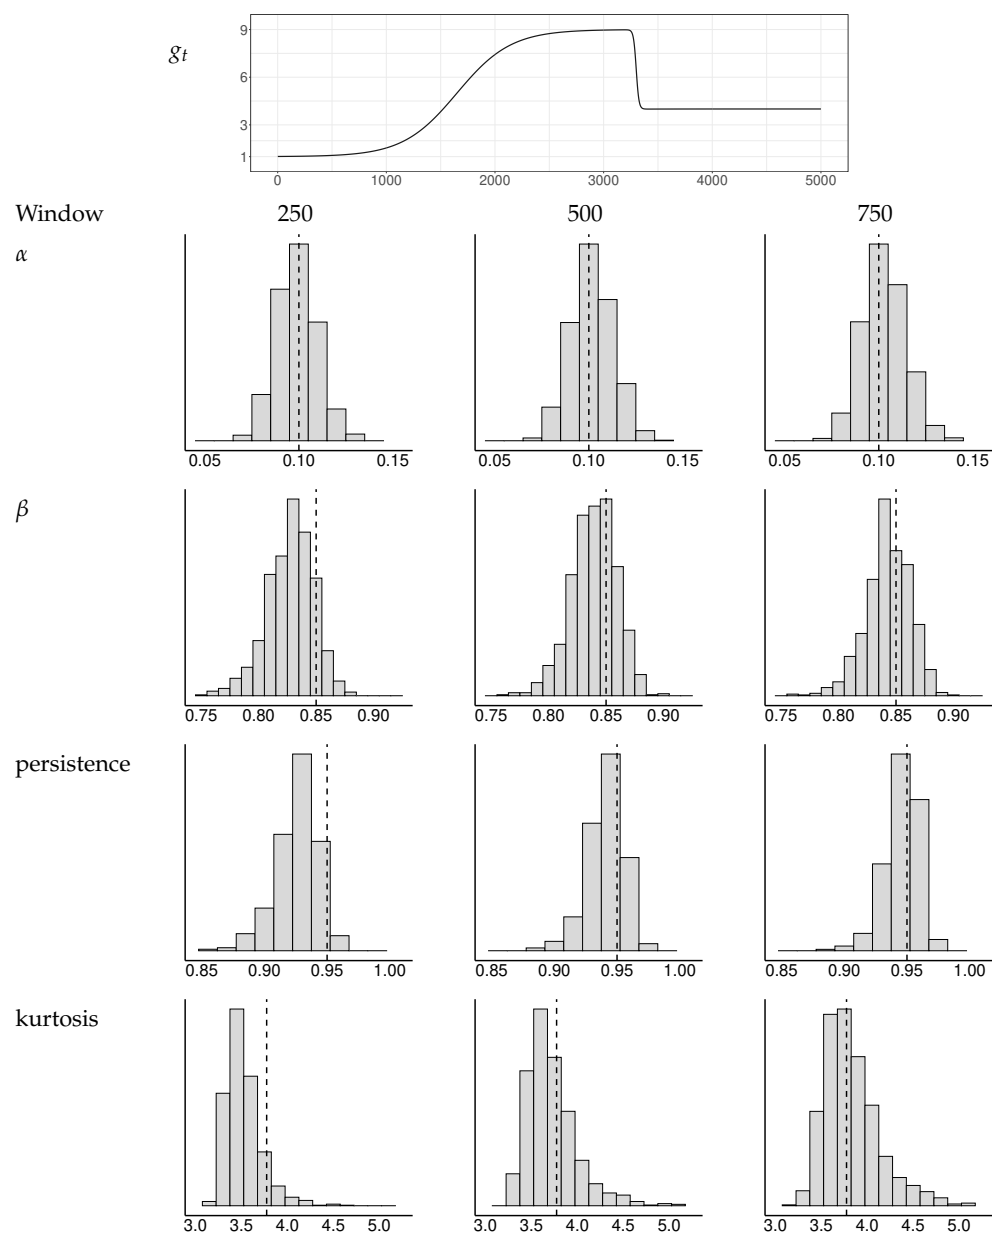 9
g_t
6
3
1
0 1000 2000 3000 4000 5000
Window 250 500 750
α
0.05 0.10 0.15 0.05 0.10 0.15 0.05 0.10 0.15
β
0.75 0.80 0.85 0.90 0.75 0.80 0.85 0.90 0.75 0.80 0.85 0.90
persistence
0.85 0.90 0.95 1.00 0.85 0.90 0.95 1.00 0.85 0.90 0.95 1.00
kurtosis
3.0 3.5 4.0 4.5 5.0 3.0 3.5 4.0 4.5 5.0 3.0 3.5 4.0 4.5 5.0